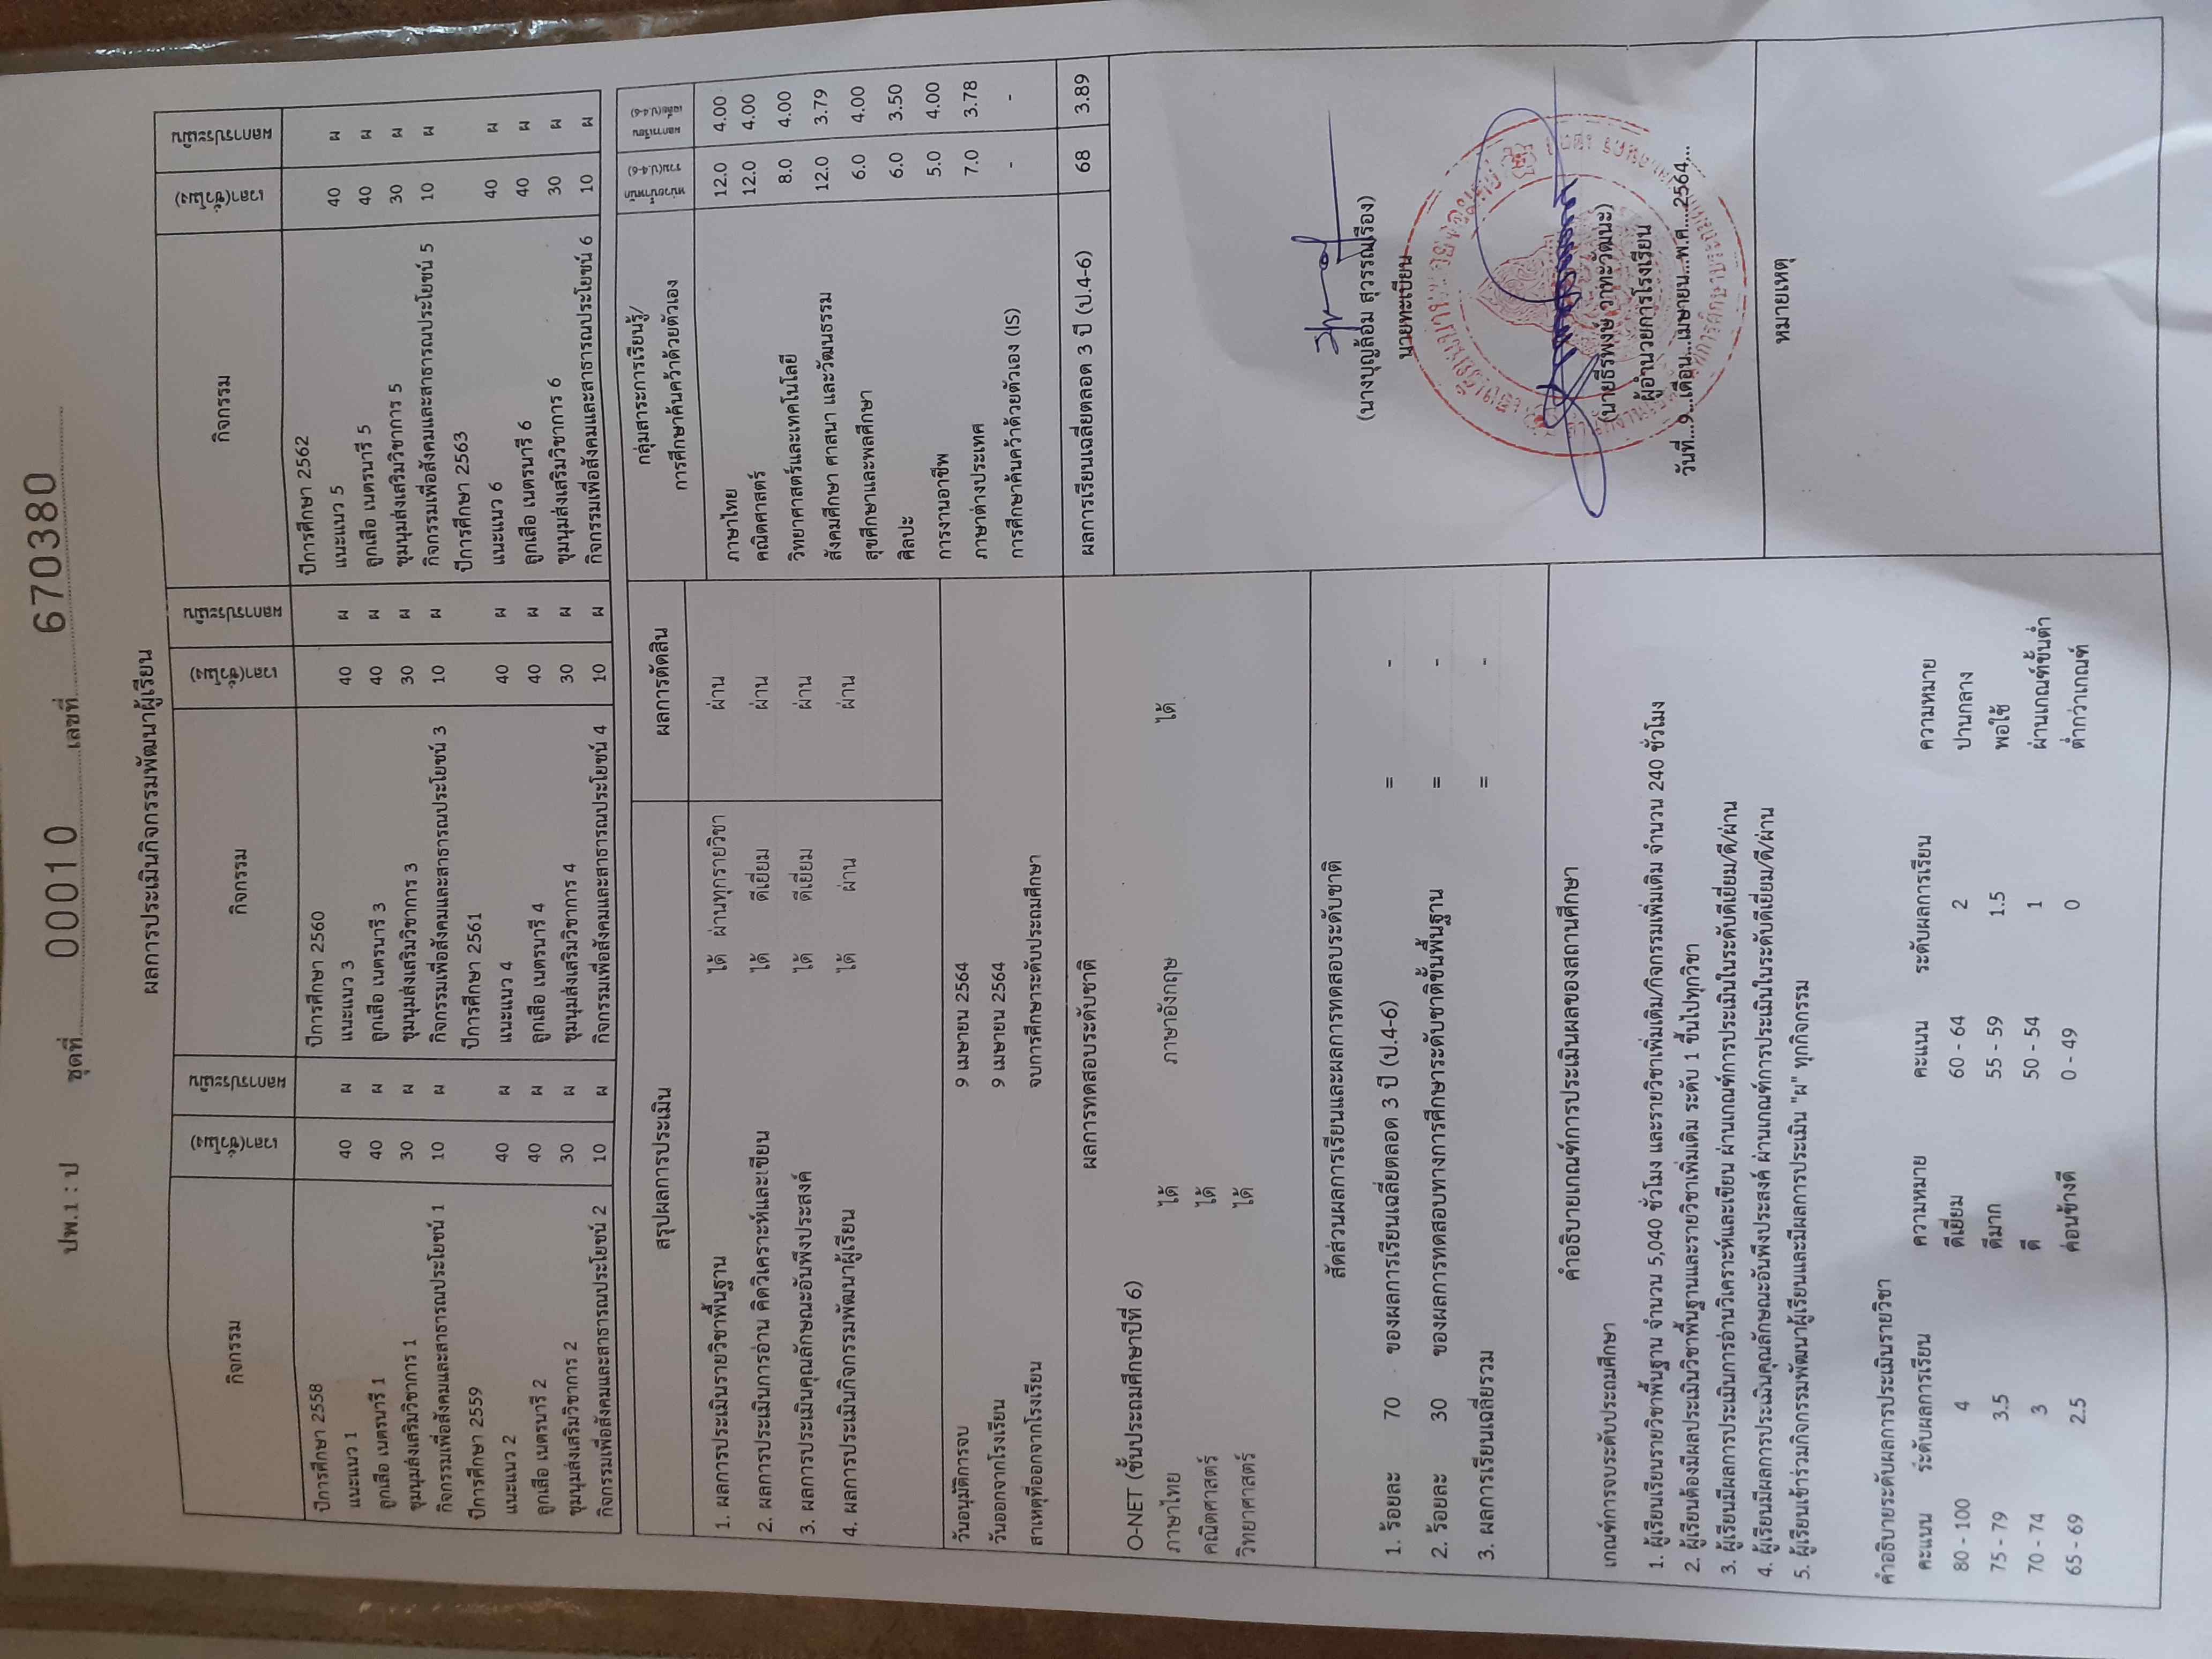 ปพ.1 : ป ชุดที่ 00010 เลขที่ 670380
ผลการประเมินกิจกรรมพัฒนาผู้เรียน
กิจกรรม เวลา(ชั่วโมง) ผลการประเมิน กิจกรรม เวลา(ชั่วโมง) ผลการประเมิน กิจกรรม เวลา(ชั่วโมง) ผลการประเมิน
ปีการศึกษา 2558 ปีการศึกษา 2560 ปีการศึกษา 2562
แนะแนว 1 40 ผ แนะแนว 3 40 ผ แนะแนว 5 40 ผ
ลูกเสือ เนตรนารี 1 40 ผ ลูกเสือ เนตรนารี 3 40 ผ ลูกเสือ เนตรนารี 5 40 ผ
ชุมนุมส่งเสริมวิชาการ 1 30 ผ ชุมนุมส่งเสริมวิชาการ 3 30 ผ ชุมนุมส่งเสริมวิชาการ 5 30 ผ
กิจกรรมเพื่อสังคมและสาธารณประโยชน์ 1 10 ผ กิจกรรมเพื่อสังคมและสาธารณประโยชน์ 3 10 ผ กิจกรรมเพื่อสังคมและสาธารณประโยชน์ 5 10 ผ
ปีการศึกษา 2559 ปีการศึกษา 2561 ปีการศึกษา 2563
แนะแนว 2 40 ผ แนะแนว 4 40 ผ แนะแนว 6 40 ผ
ลูกเสือ เนตรนารี 2 40 ผ ลูกเสือ เนตรนารี 4 40 ผ ลูกเสือ เนตรนารี 6 40 ผ
ชุมนุมส่งเสริมวิชาการ 2 30 ผ ชุมนุมส่งเสริมวิชาการ 4 30 ผ ชุมนุมส่งเสริมวิชาการ 6 30 ผ
กิจกรรมเพื่อสังคมและสาธารณประโยชน์ 2 10 ผ กิจกรรมเพื่อสังคมและสาธารณประโยชน์ 4 10 ผ กิจกรรมเพื่อสังคมและสาธารณประโยชน์ 6 10 ผ
สรุปผลการประเมิน ผลการตัดสิน
1. ผลการประเมินรายวิชาพื้นฐาน ได้ ผ่านทุกรายวิชา ผ่าน
2. ผลการประเมินการอ่าน คิดวิเคราะห์และเขียน ได้ ดีเยี่ยม ผ่าน
3. ผลการประเมินคุณลักษณะอันพึงประสงค์ ได้ ดีเยี่ยม ผ่าน
4. ผลการประเมินกิจกรรมพัฒนาผู้เรียน ได้ ผ่าน ผ่าน
วันอนุมัติการจบ 9 เมษายน 2564
วันออกจากโรงเรียน 9 เมษายน 2564
สาเหตุที่ออกจากโรงเรียน จบการศึกษาระดับประถมศึกษา
ผลการทดสอบระดับชาติ
O-NET (ชั้นประถมศึกษาปีที่ 6)
ภาษาไทย ได้ ภาษาอังกฤษ ได้
คณิตศาสตร์ ได้
วิทยาศาสตร์ ได้
สัดส่วนผลการเรียนและผลการทดสอบระดับชาติ
1. ร้อยละ 70 ของผลการเรียนเฉลี่ยตลอด 3 ปี (ป.4-6) = -
2. ร้อยละ 30 ของผลการทดสอบทางการศึกษาระดับชาติขั้นพื้นฐาน = -
3. ผลการเรียนเฉลี่ยรวม = -
กลุ่มสาระการเรียนรู้/ หน่วยน้ำหนัก ผลการเรียน
การศึกษาค้นคว้าด้วยตัวเอง รวม(ป.4-6) เฉลี่ย(ป.4-6)
ภาษาไทย 12.0 4.00
คณิตศาสตร์ 12.0 4.00
วิทยาศาสตร์และเทคโนโลยี 8.0 4.00
สังคมศึกษา ศาสนา และวัฒนธรรม 12.0 3.79
สุขศึกษาและพลศึกษา 6.0 4.00
ศิลปะ 6.0 3.50
การงานอาชีพ 5.0 4.00
ภาษาต่างประเทศ 7.0 3.78
การศึกษาค้นคว้าด้วยตัวเอง (IS) - -
ผลการเรียนเฉลี่ยตลอด 3 ปี (ป.4-6) 68 3.89
(นางบุญล้อม สุวรรณเรือง)
นายทะเบียน
(นายธีรพงษ์ วาทะวัฒนะ)
ผู้อำนวยการโรงเรียน
วันที่...9...เดือน...เมษายน...พ.ศ....2564...
หมายเหตุ
คำอธิบายเกณฑ์การประเมินผลของสถานศึกษา
เกณฑ์การจบระดับประถมศึกษา
1. ผู้เรียนเรียนรายวิชาพื้นฐาน จำนวน 5,040 ชั่วโมง และรายวิชาเพิ่มเติม/กิจกรรมเพิ่มเติม จำนวน 240 ชั่วโมง
2. ผู้เรียนต้องมีผลประเมินวิชาพื้นฐานและรายวิชาเพิ่มเติม ระดับ 1 ขึ้นไปทุกวิชา
3. ผู้เรียนมีผลการประเมินการอ่านวิเคราะห์และเขียน ผ่านเกณฑ์การประเมินในระดับดีเยี่ยม/ดี/ผ่าน
4. ผู้เรียนมีผลการประเมินคุณลักษณะอันพึงประสงค์ ผ่านเกณฑ์การประเมินในระดับดีเยี่ยม/ดี/ผ่าน
5. ผู้เรียนเข้าร่วมกิจกรรมพัฒนาผู้เรียนและมีผลการประเมิน "ผ" ทุกกิจกรรม
คำอธิบายระดับผลการประเมินรายวิชา
คะแนน ระดับผลการเรียน ความหมาย คะแนน ระดับผลการเรียน ความหมาย
80 - 100 4 ดีเยี่ยม 60 - 64 2 ปานกลาง
75 - 79 3.5 ดีมาก 55 - 59 1.5 พอใช้
70 - 74 3 ดี 50 - 54 1 ผ่านเกณฑ์ขั้นต่ำ
65 - 69 2.5 ค่อนข้างดี 0 - 49 0 ต่ำกว่าเกณฑ์